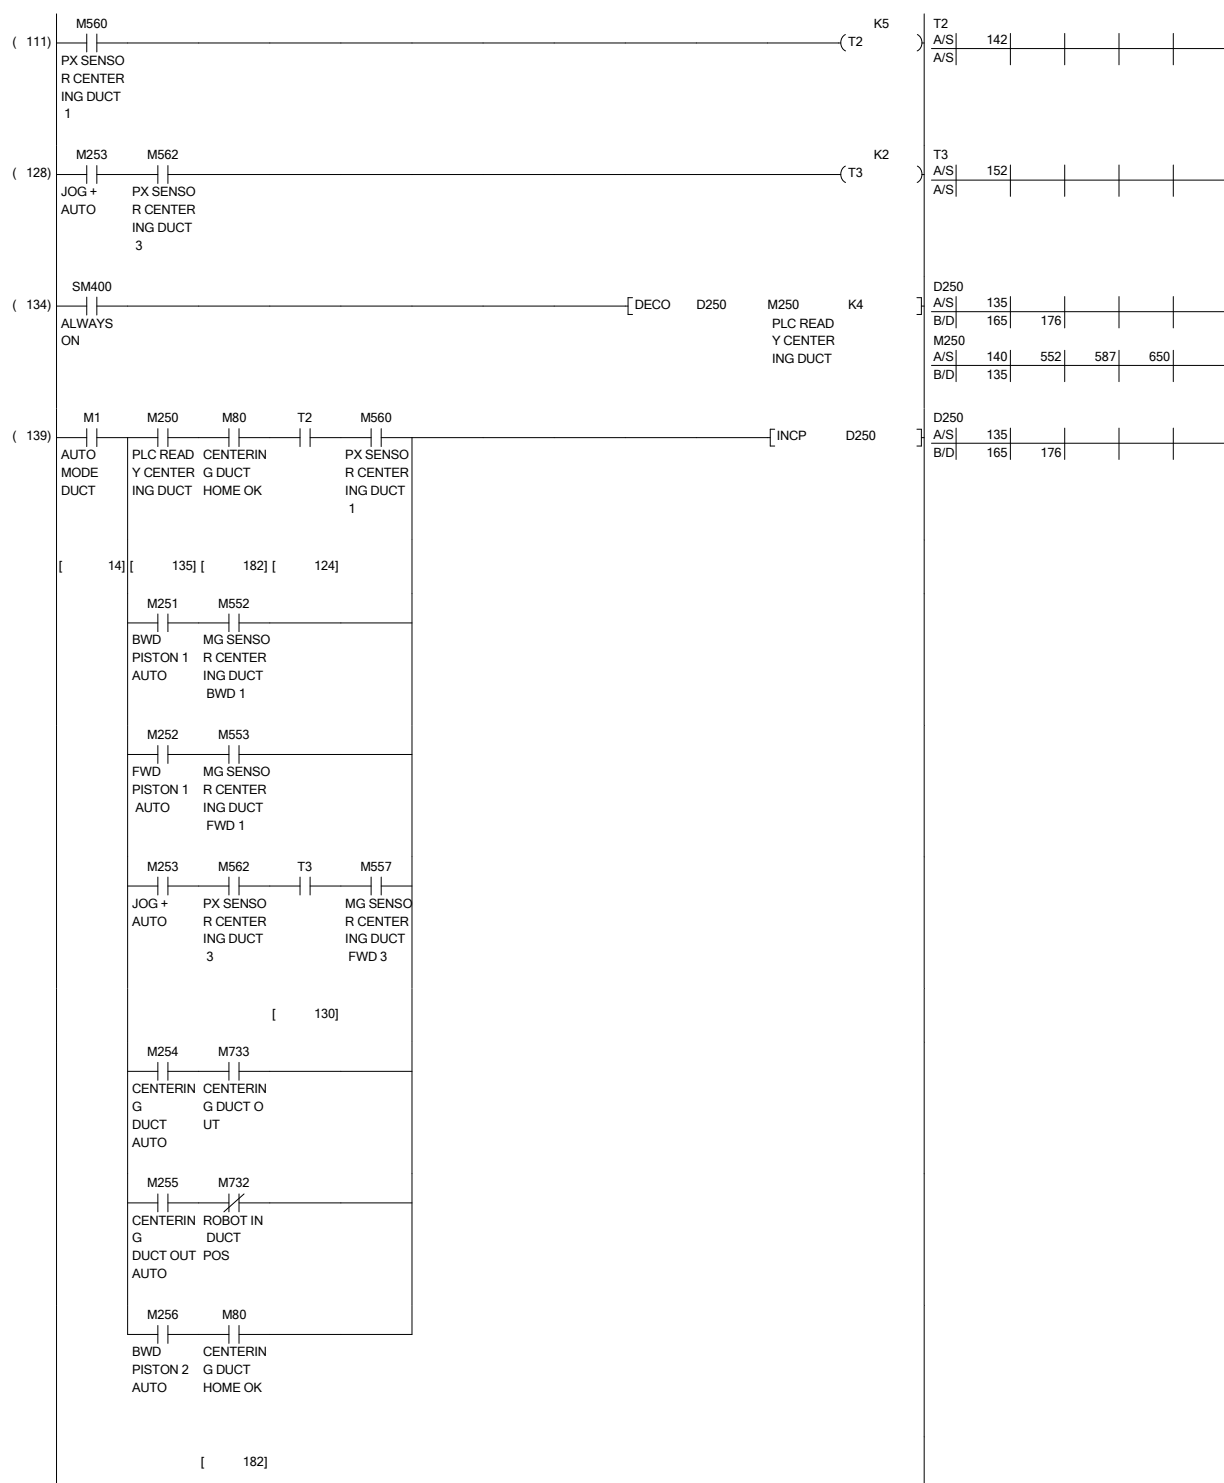 M560 K5 T2
( 111) (T2 ) A/S 142
PX SENSO A/S
R CENTER
ING DUCT
1
M253 M562 K2 T3
( 128) (T3 ) A/S 152
JOG + PX SENSO A/S
AUTO R CENTER
ING DUCT
3
SM400 D250
( 134) [DECO D250 M250 K4 ] A/S 135
ALWAYS PLC READ B/D 165 176
ON Y CENTER M250
ING DUCT A/S 140 552 587 650
B/D 135
M1 M250 M80 T2 M560 D250
( 139) [INCP D250 ] A/S 135
AUTO PLC READ CENTERIN PX SENSO B/D 165 176
MODE Y CENTER G DUCT R CENTER
DUCT ING DUCT HOME OK ING DUCT
1
[ 14] [ 135] [ 182] [ 124]
M251 M552
BWD MG SENSO
PISTON 1 R CENTER
AUTO ING DUCT
BWD 1
M252 M553
FWD MG SENSO
PISTON 1 R CENTER
AUTO ING DUCT
FWD 1
M253 M562 T3 M557
JOG + PX SENSO MG SENSO
AUTO R CENTER R CENTER
ING DUCT ING DUCT
3 FWD 3
[ 130]
M254 M733
CENTERIN CENTERIN
G G DUCT O
DUCT UT
AUTO
M255 M732
CENTERIN ROBOT IN
G DUCT
DUCT OUT POS
AUTO
M256 M80
BWD CENTERIN
PISTON 2 G DUCT
AUTO HOME OK
[ 182]